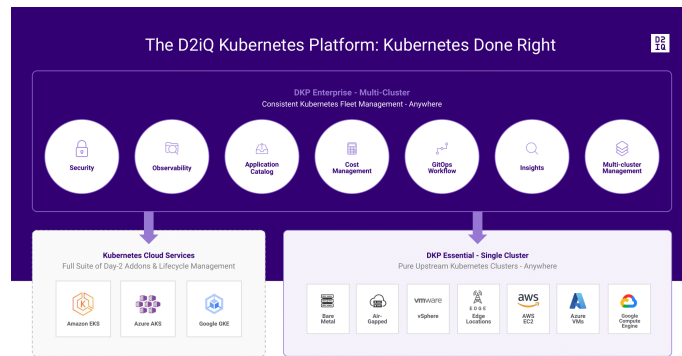 The D2iQ Kubernetes Platform: Kubernetes Done Right
D2
IQ
DKP Enterprise - Multi-Cluster
Consistent Kubernetes Fleet Management - Anywhere
Security
Observability
Application
Catalog
Cost
Management
GitOps
Workflow
Insights
Multi-cluster
Management
Kubernetes Cloud Services
Full Suite of Day-2 Addons & Lifecycle Management
Amazon EKS
Azure AKS
Google GKE
DKP Essential - Single Cluster
Pure Upstream Kubernetes Clusters - Anywhere
Bare
Metal
Air-
Gapped
vmware
vSphere
EDGE
Edge
Locations
aws
AWS
EC2
Azure
VMs
Google
Compute
Engine